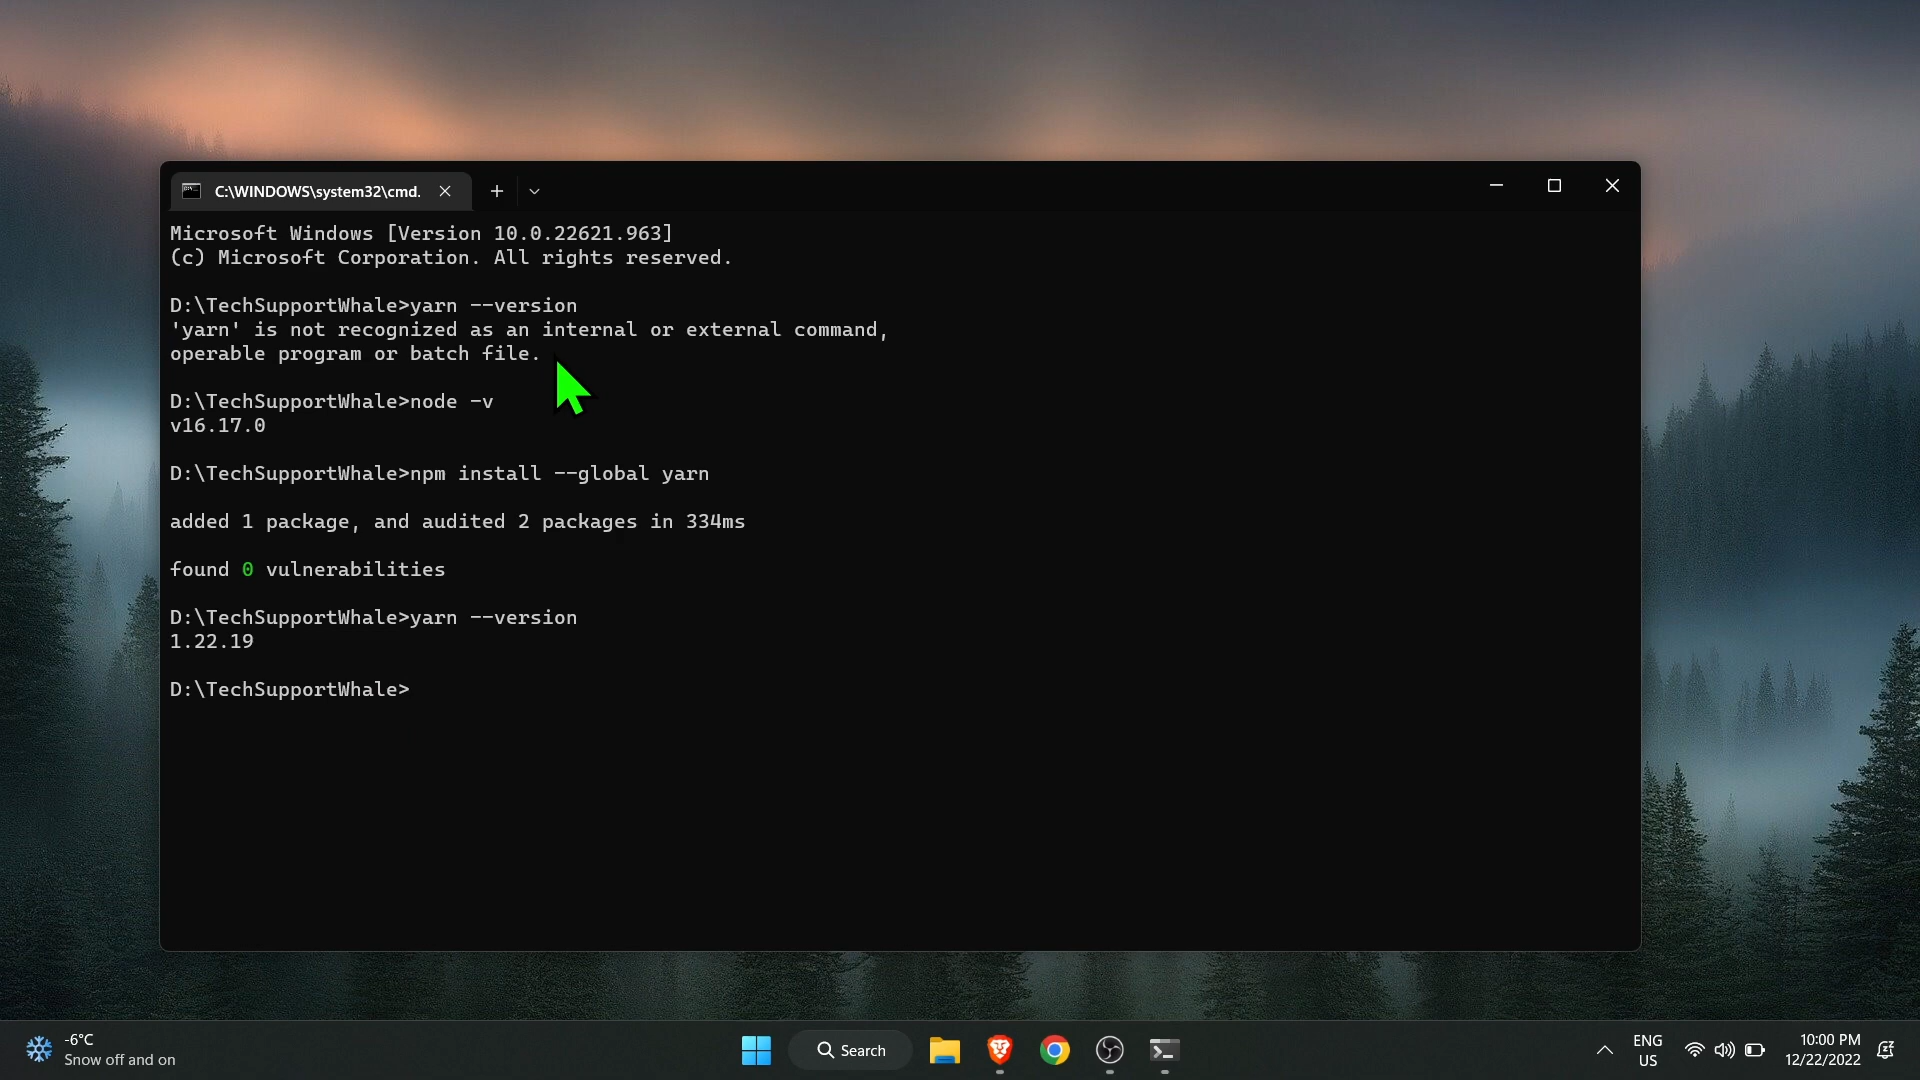 C:\WINDOWS\system32\cmd.
Microsoft Windows [Version 10.0.22621.963]
(c) Microsoft Corporation. All rights reserved.
D:\TechSupportWhale>yarn --version
'yarn' is not recognized as an internal or external command,
operable program or batch file.
D:\TechSupportWhale>node -v
v16.17.0
D:\TechSupportWhale>npm install --global yarn
added 1 package, and audited 2 packages in 334ms
found 0 vulnerabilities
D:\TechSupportWhale>yarn --version
1.22.19
D:\TechSupportWhale>
-6°C
Snow off and on
Search
ENG
US
10:00 PM
12/22/2022